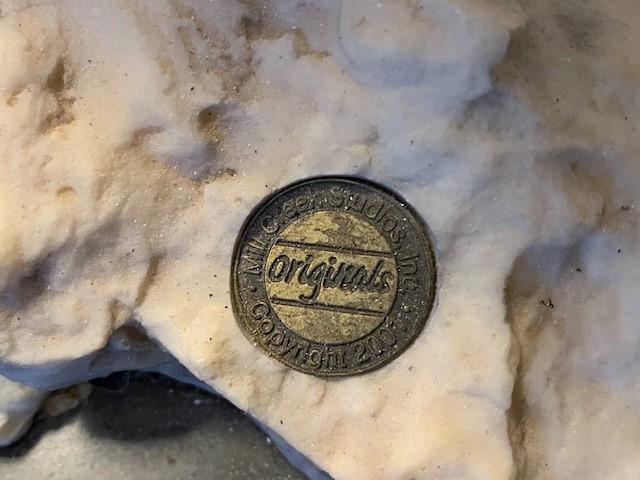 Mill Creek Studios, Inc.
Originals
Copyright